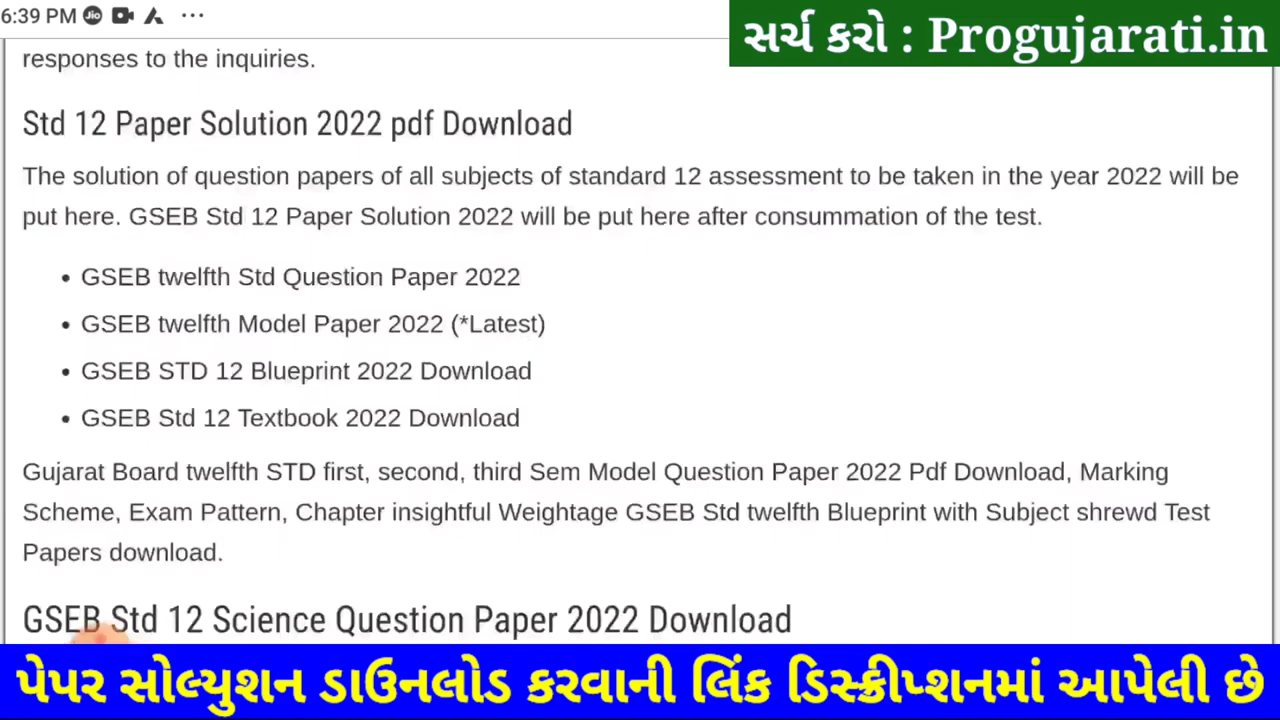 6:39 PM Jio ...
સર્ચ કરો : Progujarati.in
responses to the inquiries.
Std 12 Paper Solution 2022 pdf Download
The solution of question papers of all subjects of standard 12 assessment to be taken in the year 2022 will be
put here. GSEB Std 12 Paper Solution 2022 will be put here after consummation of the test.
• GSEB twelfth Std Question Paper 2022
• GSEB twelfth Model Paper 2022 (*Latest)
• GSEB STD 12 Blueprint 2022 Download
• GSEB Std 12 Textbook 2022 Download
Gujarat Board twelfth STD first, second, third Sem Model Question Paper 2022 Pdf Download, Marking
Scheme, Exam Pattern, Chapter insightful Weightage GSEB Std twelfth Blueprint with Subject shrewd Test
Papers download.
GSEB Std 12 Science Question Paper 2022 Download
પેપર સોલ્યુશન ડાઉનલોડ કરવાની લિંક ડિસ્ક્રીપ્શનમાં આપેલી છે